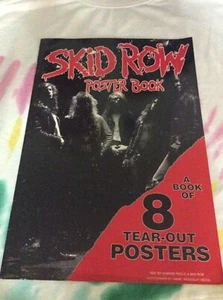 SKID ROW
POSTER BOOK
A
BOOK OF
8
TEAR-OUT
POSTERS